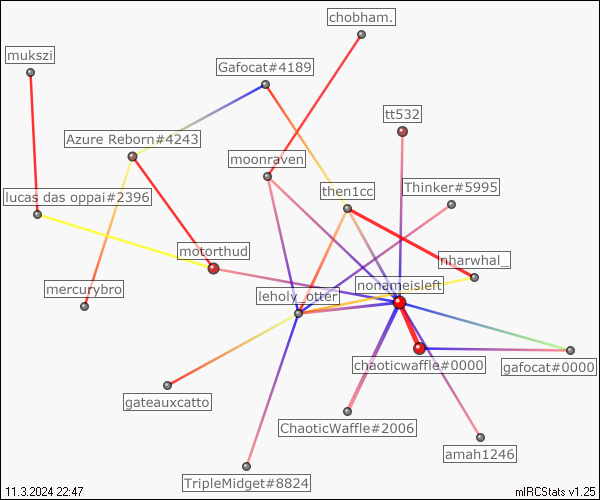 chobham.
mukszi
Gafocat#4189
tt532
Azure Reborn#4243
moonraven
then1cc
Thinker#5995
lucas das oppai#2396
motorthud
nharwhal_
mercurybro
leholy_otter
nonameisleft
chaoticwaffle#0000
gafocat#0000
gateauxcatto
ChaoticWaffle#2006
amah1246
TripleMidget#8824
11.3.2024 22:47
mIRCStats v1.25